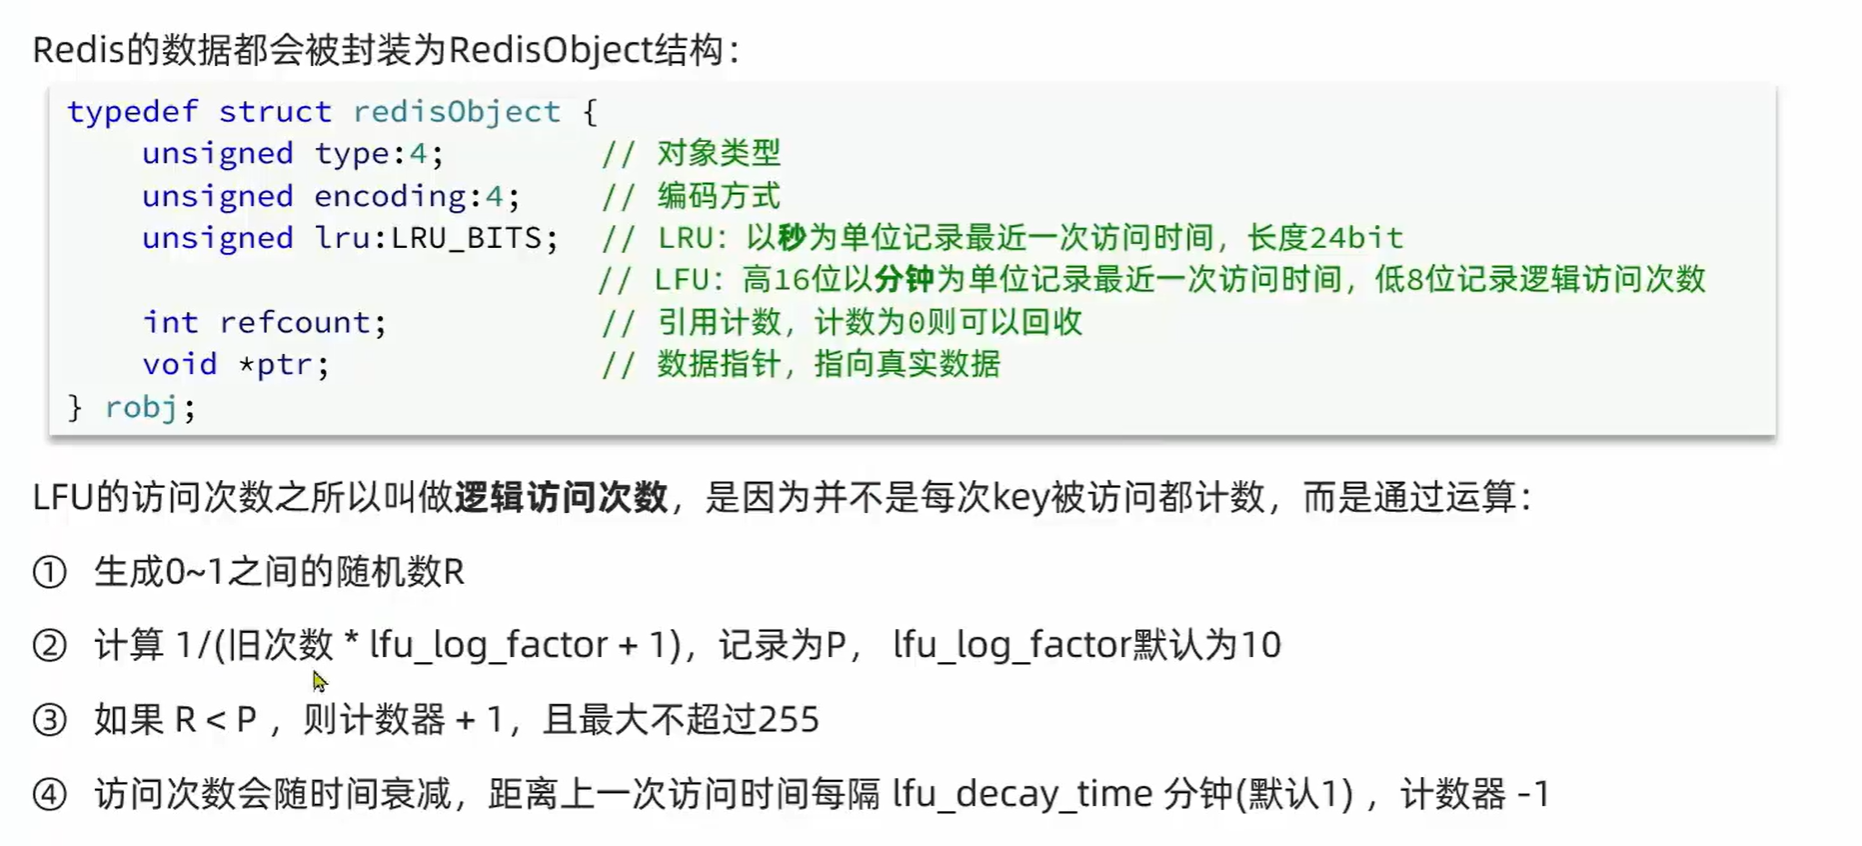 Redis的数据都会被封装为RedisObject结构：
typedef struct redisObject {
    unsigned type:4;          // 对象类型
    unsigned encoding:4;      // 编码方式
    unsigned lru:LRU_BITS;    // LRU：以秒为单位记录最近一次访问时间，长度24bit
                              // LFU：高16位以分钟为单位记录最近一次访问时间，低8位记录逻辑访问次数
    int refcount;             // 引用计数，计数为0则可以回收
    void *ptr;                // 数据指针，指向真实数据
} robj;
LFU的访问次数之所以叫做逻辑访问次数，是因为并不是每次key被访问都计数，而是通过运算：
① 生成0~1之间的随机数R
② 计算 1/(旧次数 * lfu_log_factor + 1)，记录为P， lfu_log_factor默认为10
③ 如果 R < P ，则计数器 + 1，且最大不超过255
④ 访问次数会随时间衰减，距离上一次访问时间每隔 lfu_decay_time 分钟(默认1) ，计数器 -1